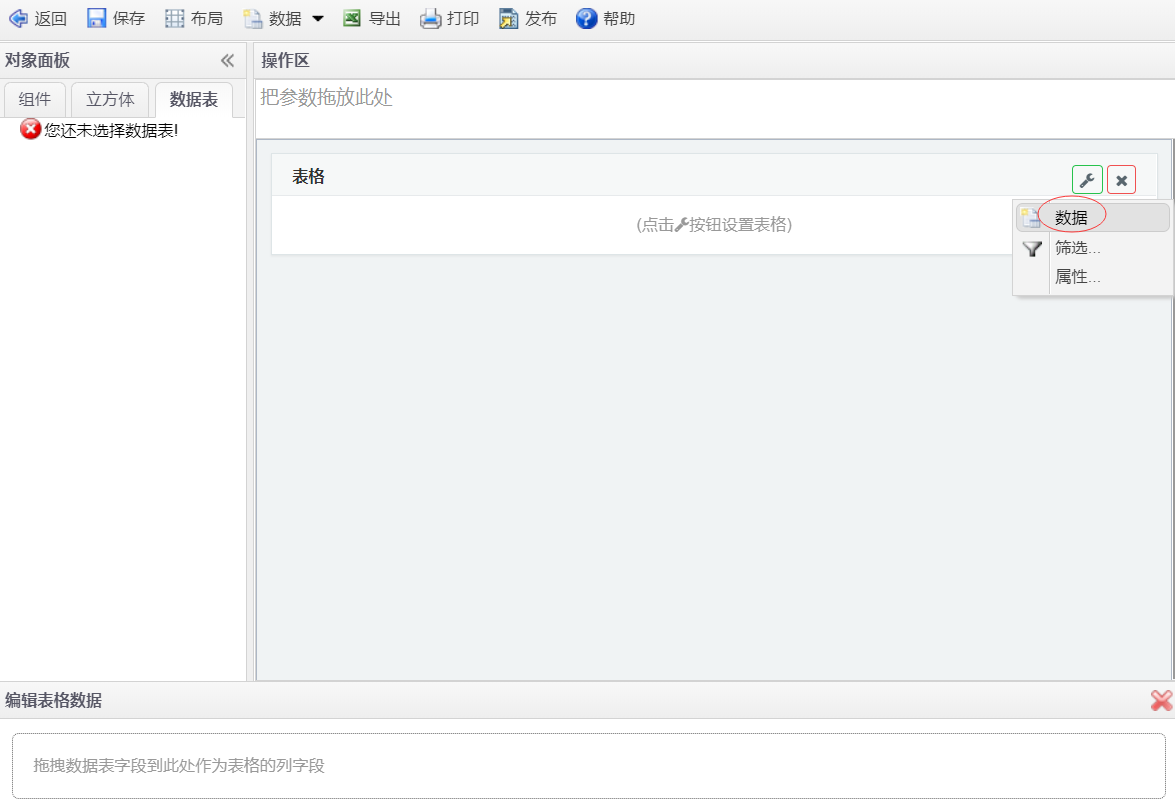 返回 保存 布局 数据 导出 打印 发布 帮助
对象面板
操作区
组件 立方体 数据表
把参数拖放此处
您还未选择数据表!
表格
(点击按钮设置表格)
数据
筛选...
属性...
编辑表格数据
拖拽数据表字段到此处作为表格的列字段